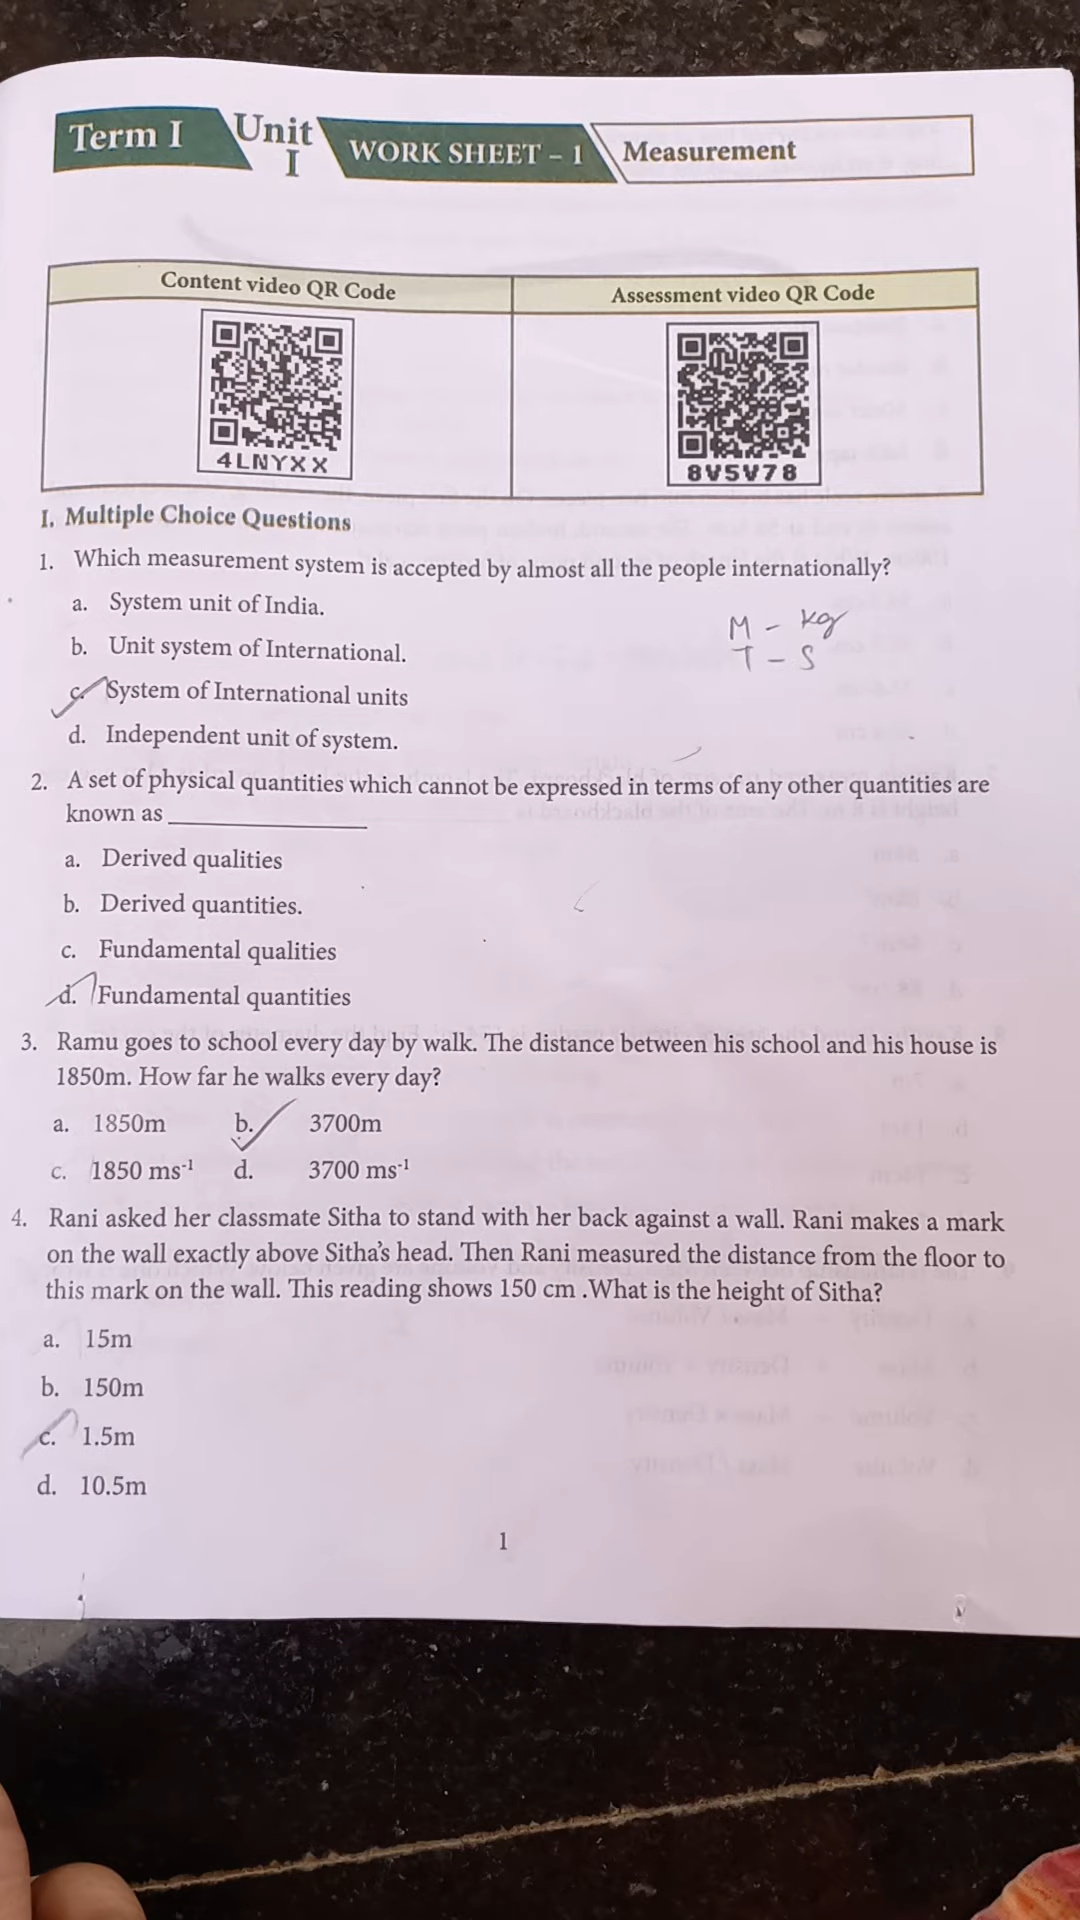 Term I
Unit
I
WORK SHEET – 1
Measurement
Content video QR Code
Assessment video QR Code
4LNYXX
8V5V78
I. Multiple Choice Questions
1. Which measurement system is accepted by almost all the people internationally?
a. System unit of India.
M - kg
b. Unit system of International.
T - S
c. System of International units
d. Independent unit of system.
2. A set of physical quantities which cannot be expressed in terms of any other quantities are
known as ________________
a. Derived qualities
b. Derived quantities.
c. Fundamental qualities
d. Fundamental quantities
3. Ramu goes to school every day by walk. The distance between his school and his house is
1850m. How far he walks every day?
a. 1850m b. 3700m
c. 1850 ms⁻¹ d. 3700 ms⁻¹
4. Rani asked her classmate Sitha to stand with her back against a wall. Rani makes a mark
on the wall exactly above Sitha's head. Then Rani measured the distance from the floor to
this mark on the wall. This reading shows 150 cm .What is the height of Sitha?
a. 15m
b. 150m
c. 1.5m
d. 10.5m
1